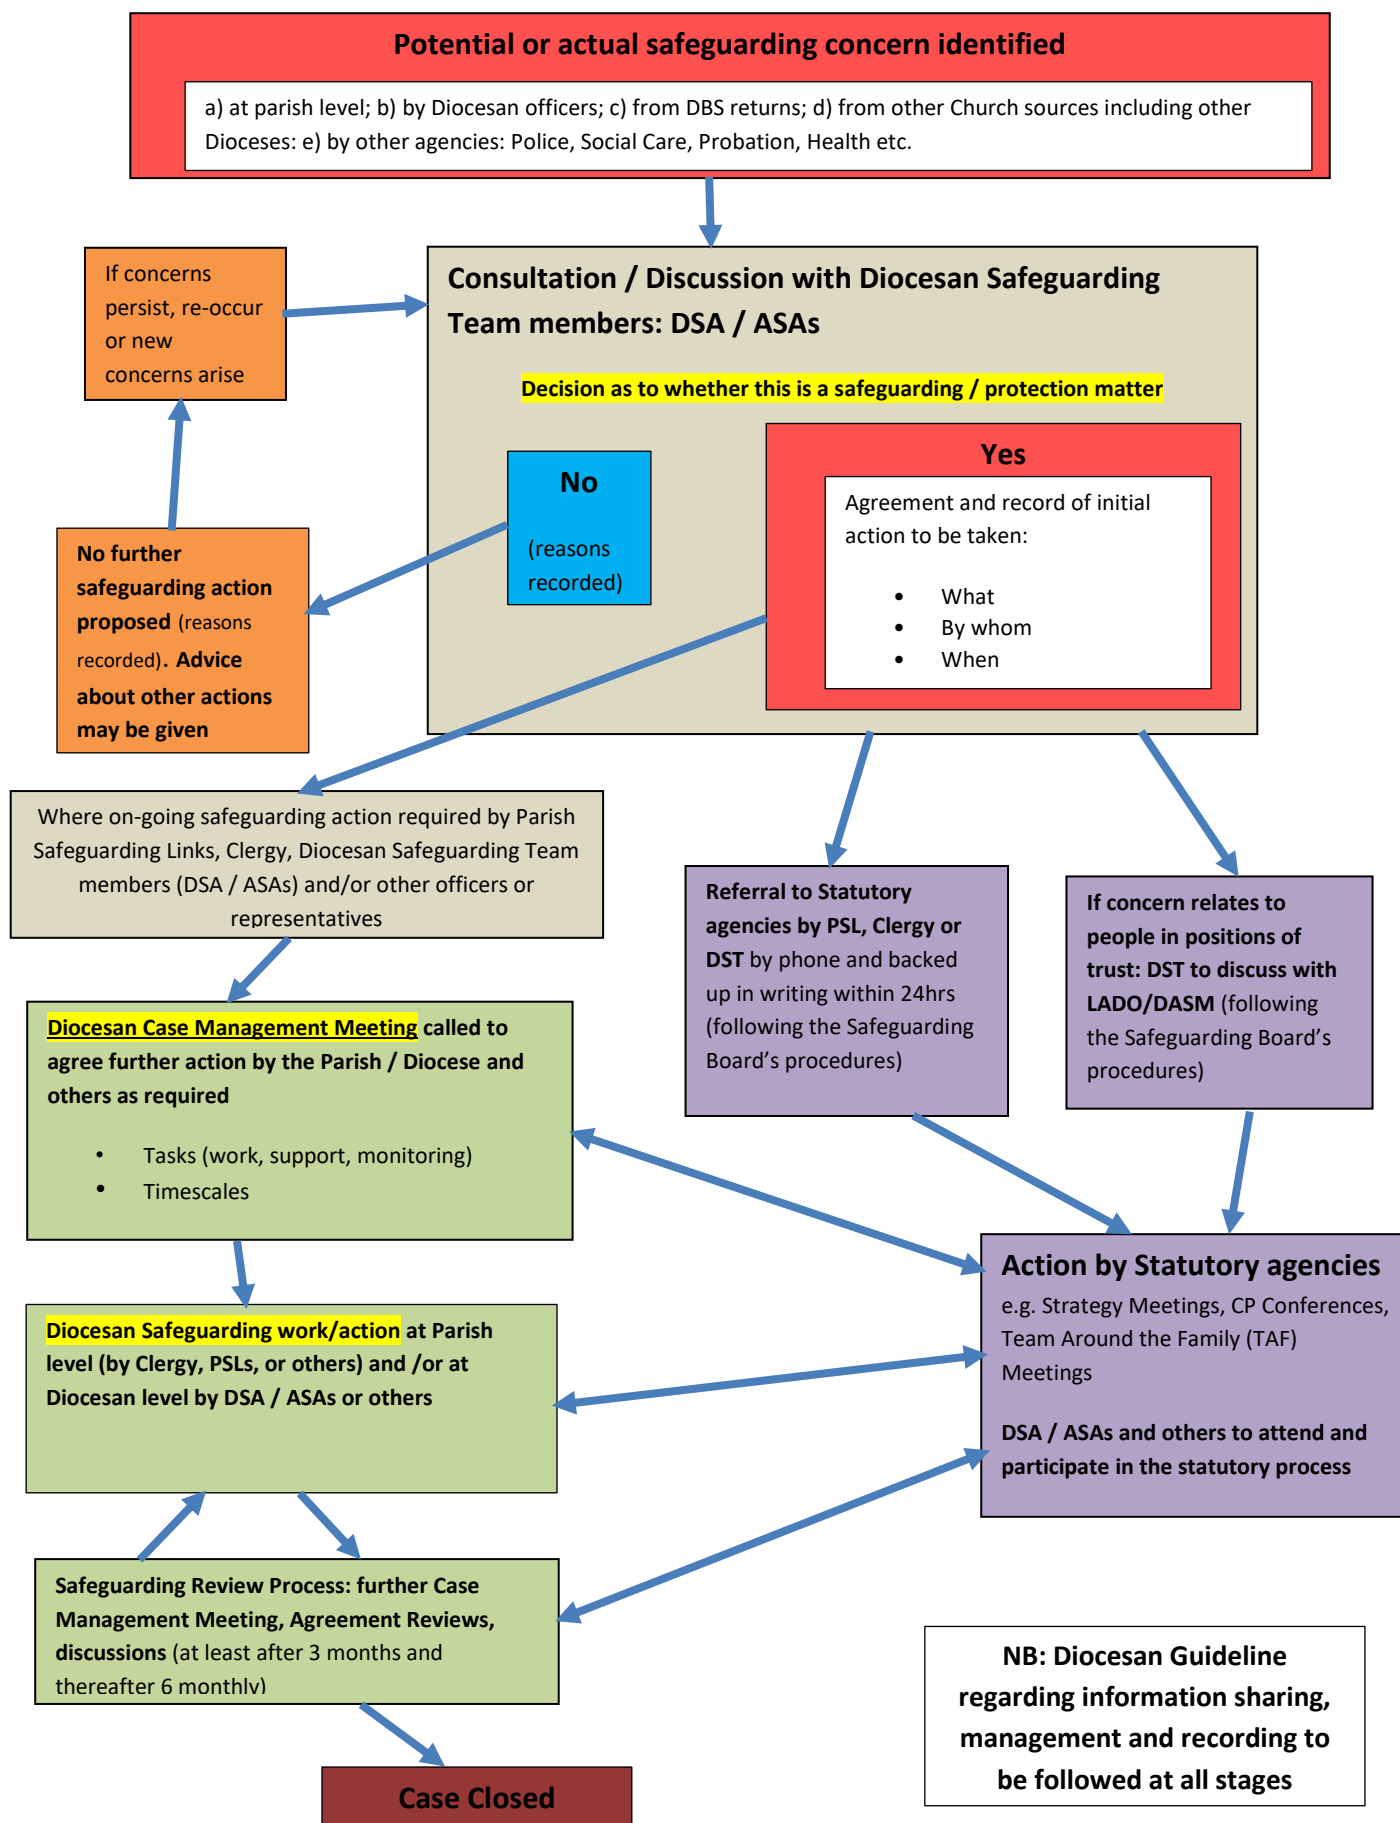 Potential or actual safeguarding concern identified
a) at parish level; b) by Diocesan officers; c) from DBS returns; d) from other Church sources including other
Dioceses: e) by other agencies: Police, Social Care, Probation, Health etc.
If concerns
persist, re-occur
or new
concerns arise
Consultation / Discussion with Diocesan Safeguarding
Team members: DSA / ASAs
Decision as to whether this is a safeguarding / protection matter
No
(reasons
recorded)
Yes
Agreement and record of initial
action to be taken:
• What
• By whom
• When
No further
safeguarding action
proposed (reasons
recorded). Advice
about other actions
may be given
Where on-going safeguarding action required by Parish
Safeguarding Links, Clergy, Diocesan Safeguarding Team
members (DSA / ASAs) and/or other officers or
representatives
Referral to Statutory
agencies by PSL, Clergy or
DST by phone and backed
up in writing within 24hrs
(following the Safeguarding
Board's procedures)
If concern relates to
people in positions of
trust: DST to discuss with
LADO/DASM (following
the Safeguarding Board's
procedures)
Diocesan Case Management Meeting called to
agree further action by the Parish / Diocese and
others as required
• Tasks (work, support, monitoring)
• Timescales
Action by Statutory agencies
e.g. Strategy Meetings, CP Conferences,
Team Around the Family (TAF)
Meetings
DSA / ASAs and others to attend and
participate in the statutory process
Diocesan Safeguarding work/action at Parish
level (by Clergy, PSLs, or others) and /or at
Diocesan level by DSA / ASAs or others
Safeguarding Review Process: further Case
Management Meeting, Agreement Reviews,
discussions (at least after 3 months and
thereafter 6 monthly)
NB: Diocesan Guideline
regarding information sharing,
management and recording to
be followed at all stages
Case Closed